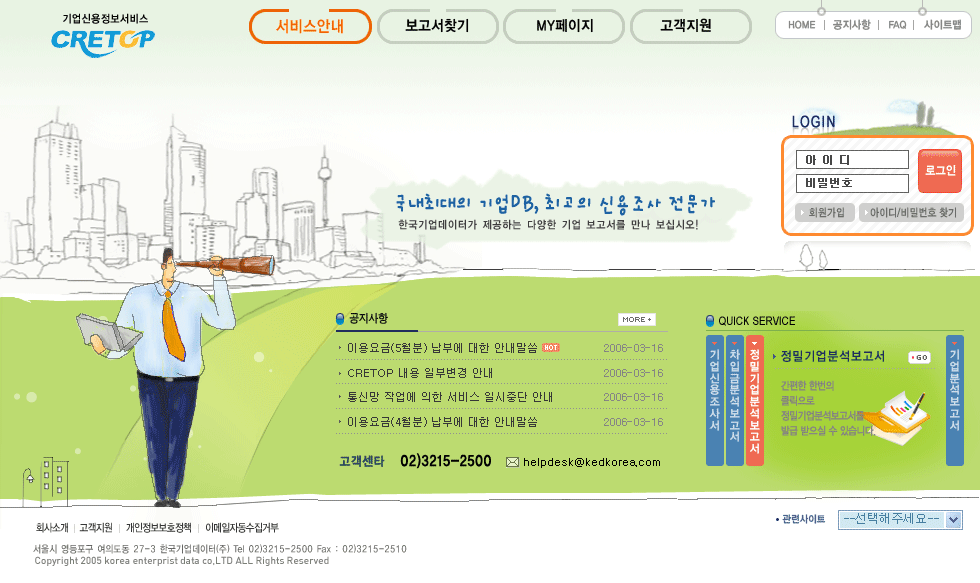 기업신용정보서비스
CRETOP
서비스안내 보고서찾기 MY페이지 고객지원
HOME | 공지사항 | FAQ | 사이트맵
LOGIN
아 이 디
비밀번호
로그인
회원가입 아이디/비밀번호 찾기
국내최대의 기업DB, 최고의 신용조사 전문가
한국기업데이터가 제공하는 다양한 기업 보고서를 만나 보십시오!
공지사항 MORE +
이용요금(5월분) 납부에 대한 안내말씀 HOT 2006-03-16
CRETOP 내용 일부변경 안내 2006-03-16
통신망 작업에 의한 서비스 일시중단 안내 2006-03-16
이용요금(4월분) 납부에 대한 안내말씀 2006-03-16
고객센타 02)3215-2500 helpdesk@kedkorea.com
QUICK SERVICE
기업신용조사서
차입금분석보고서
정밀기업분석보고서
정밀기업분석보고서 GO
간편한 한번의
클릭으로
정밀기업분석보고서를
발급 받으실 수 있습니다.
기업분석보고서
회사소개 | 고객지원 | 개인정보보호정책 | 이메일자동수집거부
관련사이트 --선택해주세요--
서울시 영등포구 여의도동 27-3 한국기업데이터(주) Tel 02)3215-2500 Fax : 02)3215-2510
Copyright 2005 korea enterprist data co,LTD ALL Rights Reserved